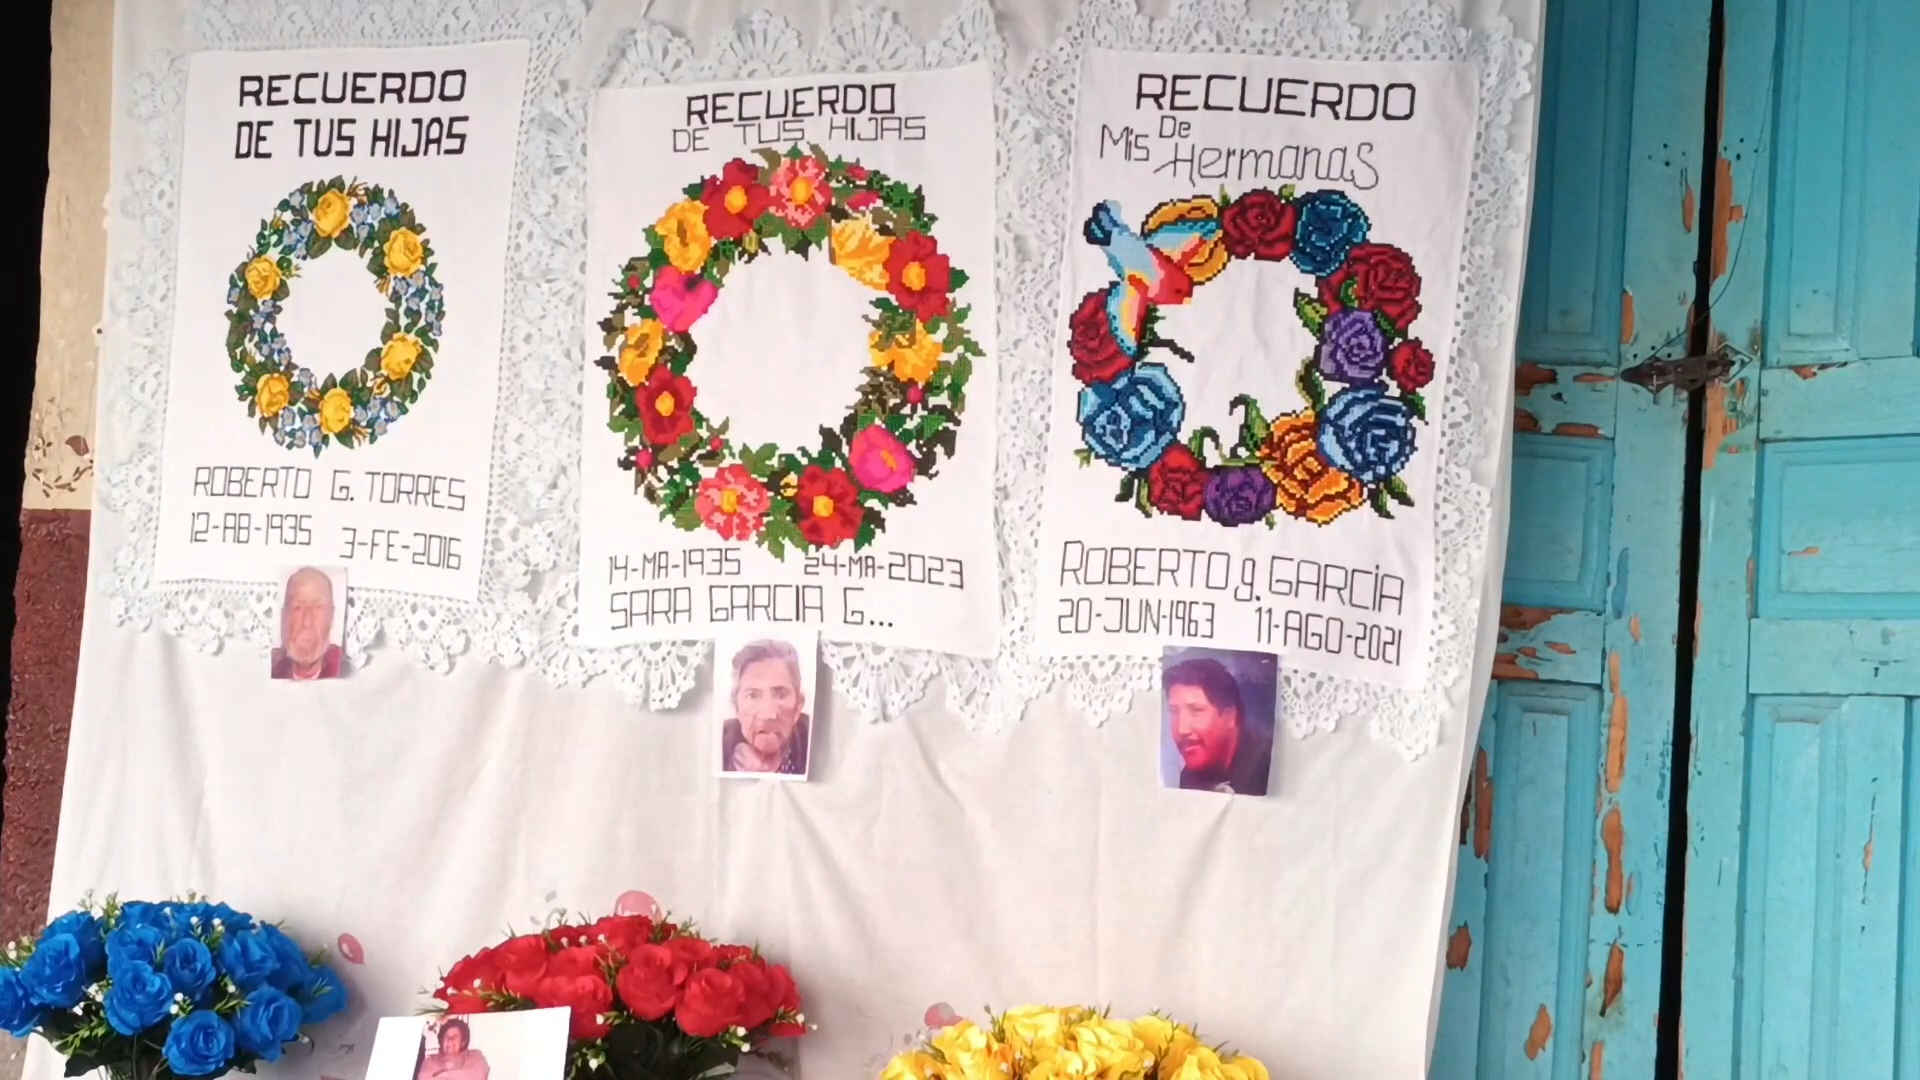 RECUERDO
DE TUS HIJAS
ROBERTO G. TORRES
12-AB-1935 3-FE-2016
RECUERDO
DE TUS HIJAS
14-MA-1935 24-MA-2023
SARA GARCIA G...
RECUERDO
De
Mis Hermanas
ROBERTO g. GARCíA
20-JUN-1963 11-AGO-2021